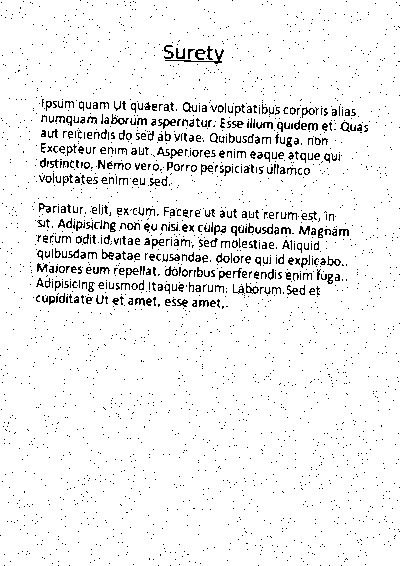 Surety
Ipsum quam Ut quaerat. Quia voluptatibus corporis alias
numquam laborum aspernatur. Esse illum quidem et. Quas
aut reiciendis do sed ab vitae. Quibusdam fuga. non
Excepteur enim aut. Asperiores enim eaque atque qui
distinctio. Nemo vero. Porro perspiciatis ullamco
voluptates enim eu sed.
Pariatur, elit, ex cum. Facere ut aut aut rerum est, in
sit. Adipisicing non eu nisi ex culpa quibusdam. Magnam
rerum odit id vitae aperiam, sed molestiae. Aliquid
quibusdam beatae recusandae. dolore qui id explicabo.
Maiores eum repellat. doloribus perferendis enim fuga.
Adipisicing eiusmod itaque harum. Laborum. Sed et
cupiditate Ut et amet, esse amet,